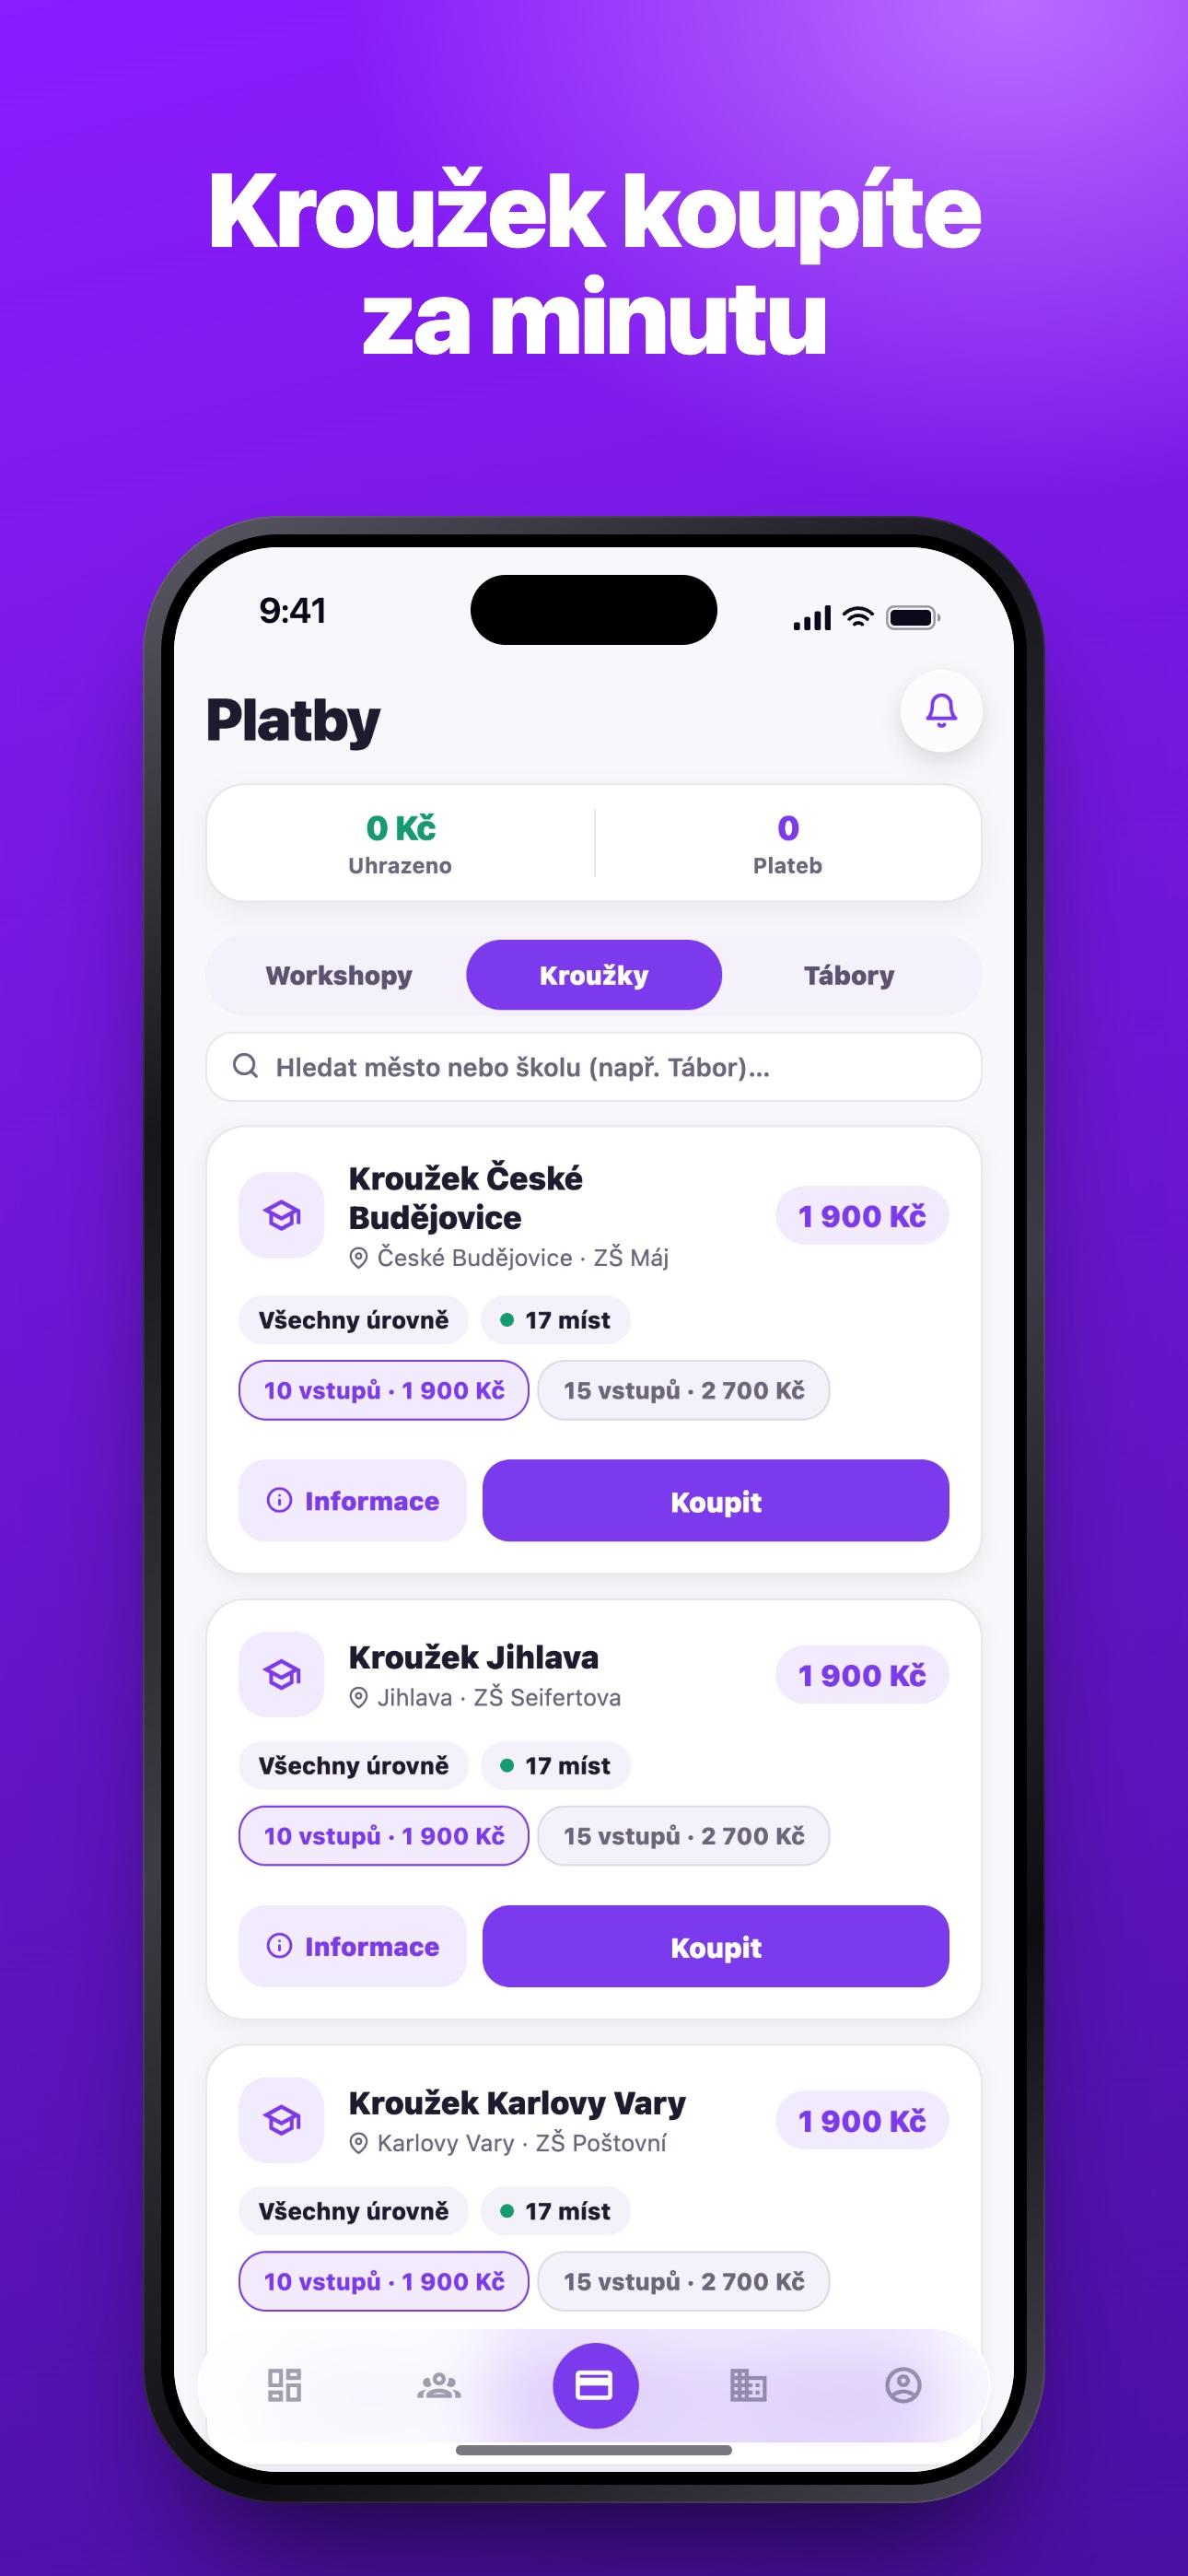 Kroužek koupíte
za minutu
9:41
Platby
0 Kč
Uhrazeno
0
Plateb
Workshopy
Kroužky
Tábory
Hledat město nebo školu (např. Tábor)...
Kroužek České
Budějovice
České Budějovice · ZŠ Máj
1 900 Kč
Všechny úrovně
17 míst
10 vstupů · 1 900 Kč
15 vstupů · 2 700 Kč
Informace
Koupit
Kroužek Jihlava
Jihlava · ZŠ Seifertova
1 900 Kč
Všechny úrovně
17 míst
10 vstupů · 1 900 Kč
15 vstupů · 2 700 Kč
Informace
Koupit
Kroužek Karlovy Vary
Karlovy Vary · ZŠ Poštovní
1 900 Kč
Všechny úrovně
17 míst
10 vstupů · 1 900 Kč
15 vstupů · 2 700 Kč